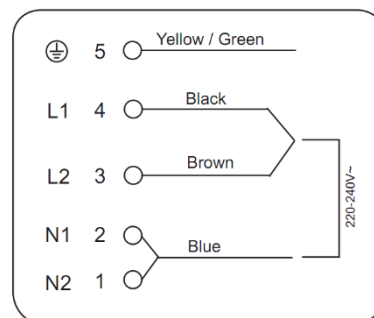 5 Yellow / Green
L1 4 Black
L2 3 Brown
N1 2
Blue
N2 1
220-240V~